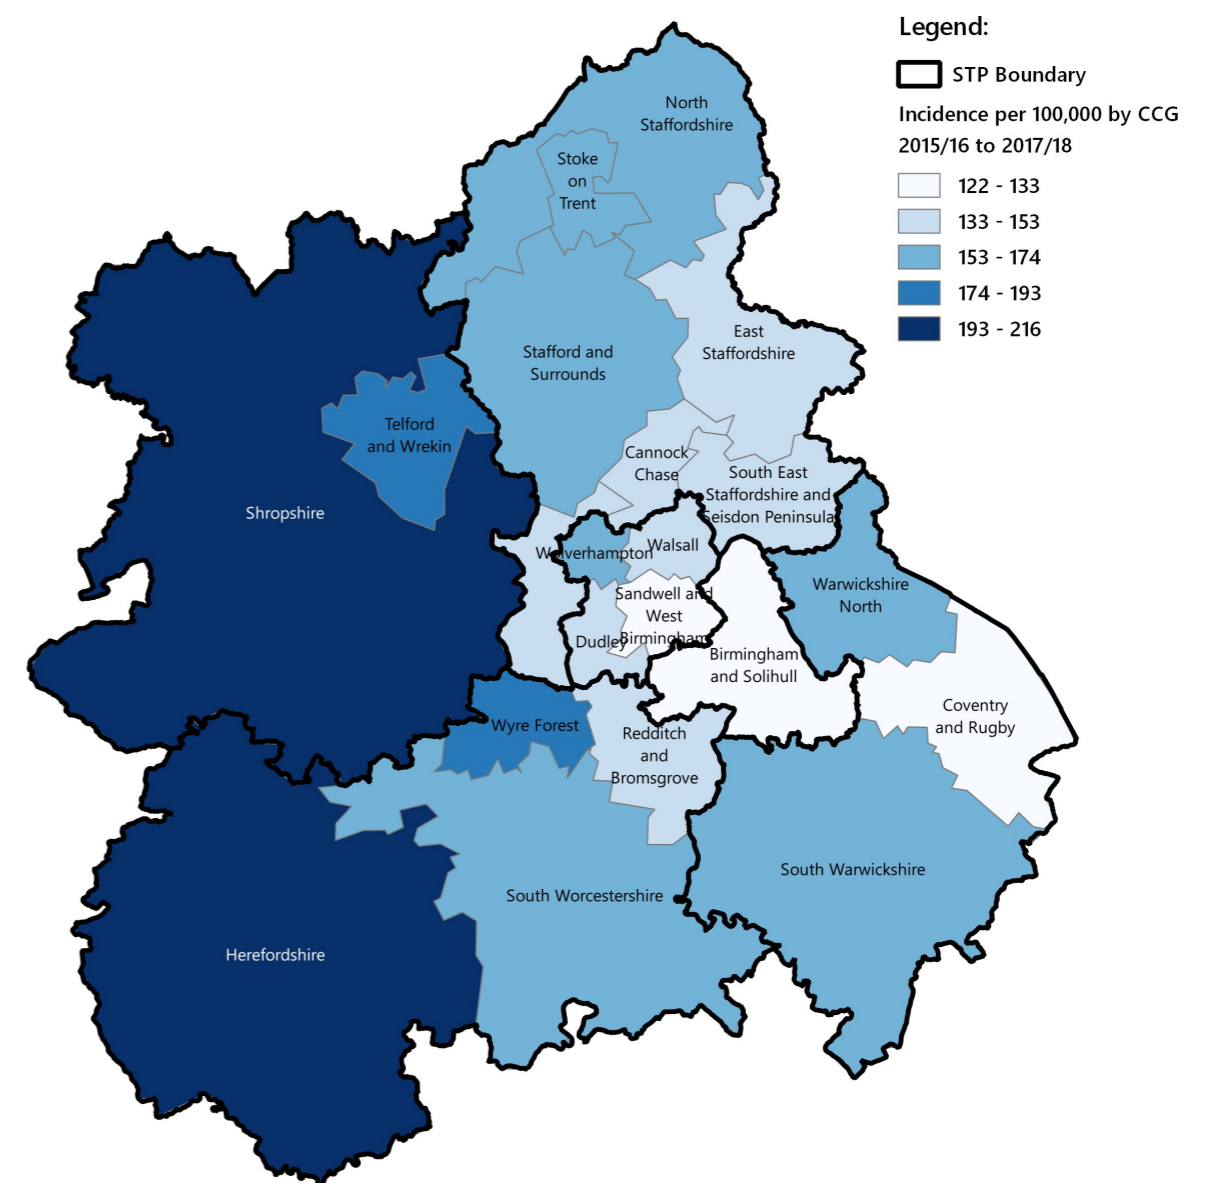 Legend:
STP Boundary
Incidence per 100,000 by CCG
2015/16 to 2017/18
122 - 133
133 - 153
153 - 174
174 - 193
193 - 216
North
Staffordshire
Stoke
on
Trent
East
Staffordshire
Stafford and
Surrounds
Telford
and Wrekin
Cannock
Chase
South East
Staffordshire and
Seisdon Peninsula
Shropshire
Wolverhampton
Walsall
Warwickshire
North
Sandwell and
West
Birmingham
Dudley
Birmingham
and Solihull
Coventry
and Rugby
Wyre Forest
Redditch
and
Bromsgrove
South Warwickshire
South Worcestershire
Herefordshire